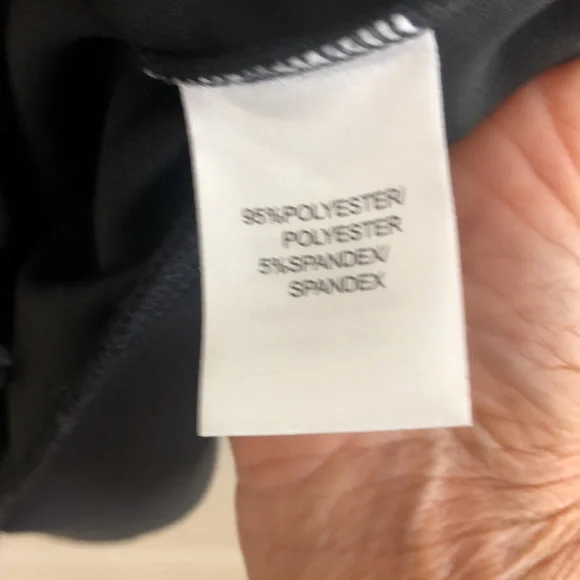 95%POLYESTER/
POLYESTER
5%SPANDEX/
SPANDEX